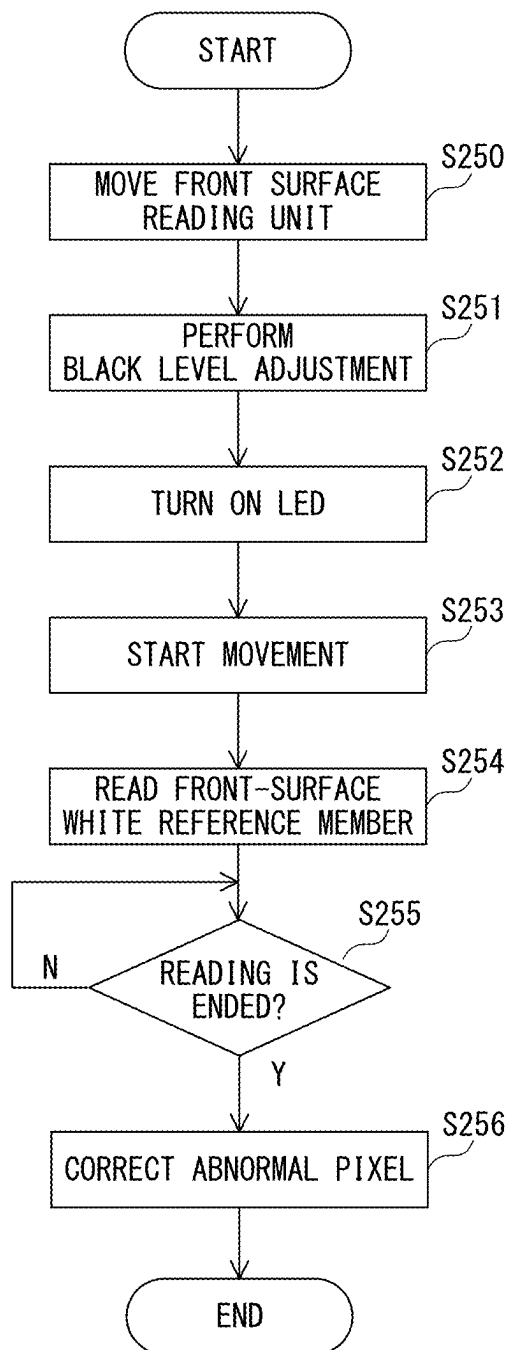 START
S250
MOVE FRONT SURFACE
READING UNIT
S251
PERFORM
BLACK LEVEL ADJUSTMENT
S252
TURN ON LED
S253
START MOVEMENT
S254
READ FRONT-SURFACE
WHITE REFERENCE MEMBER
S255
N
READING IS
ENDED?
Y
S256
CORRECT ABNORMAL PIXEL
END